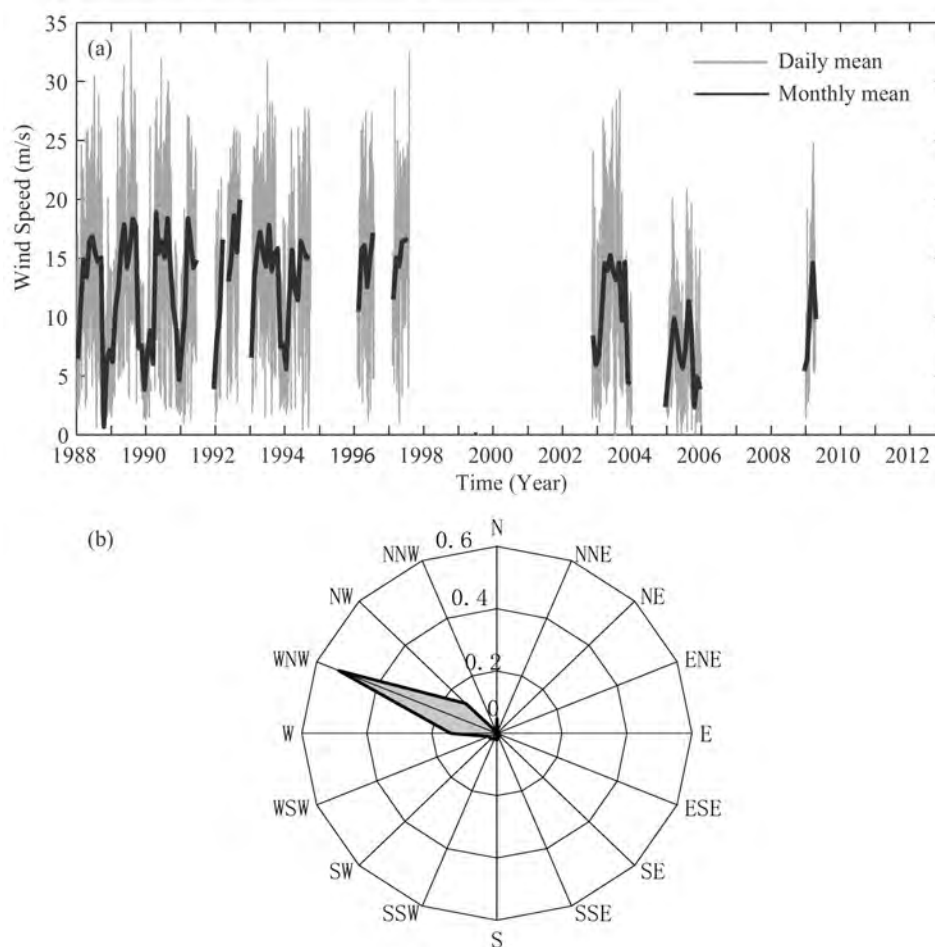 (a)
Daily mean
Monthly mean
35
30
25
20
15
10
5
0
Wind Speed (m/s)
1988 1990 1992 1994 1996 1998 2000 2002 2004 2006 2008 2010 2012
Time (Year)
(b)
N
NNW 0.6 NNE
NW 0.4 NE
WNW 0.2 ENE
0
W E
WSW ESE
SW SE
SSW SSE
S